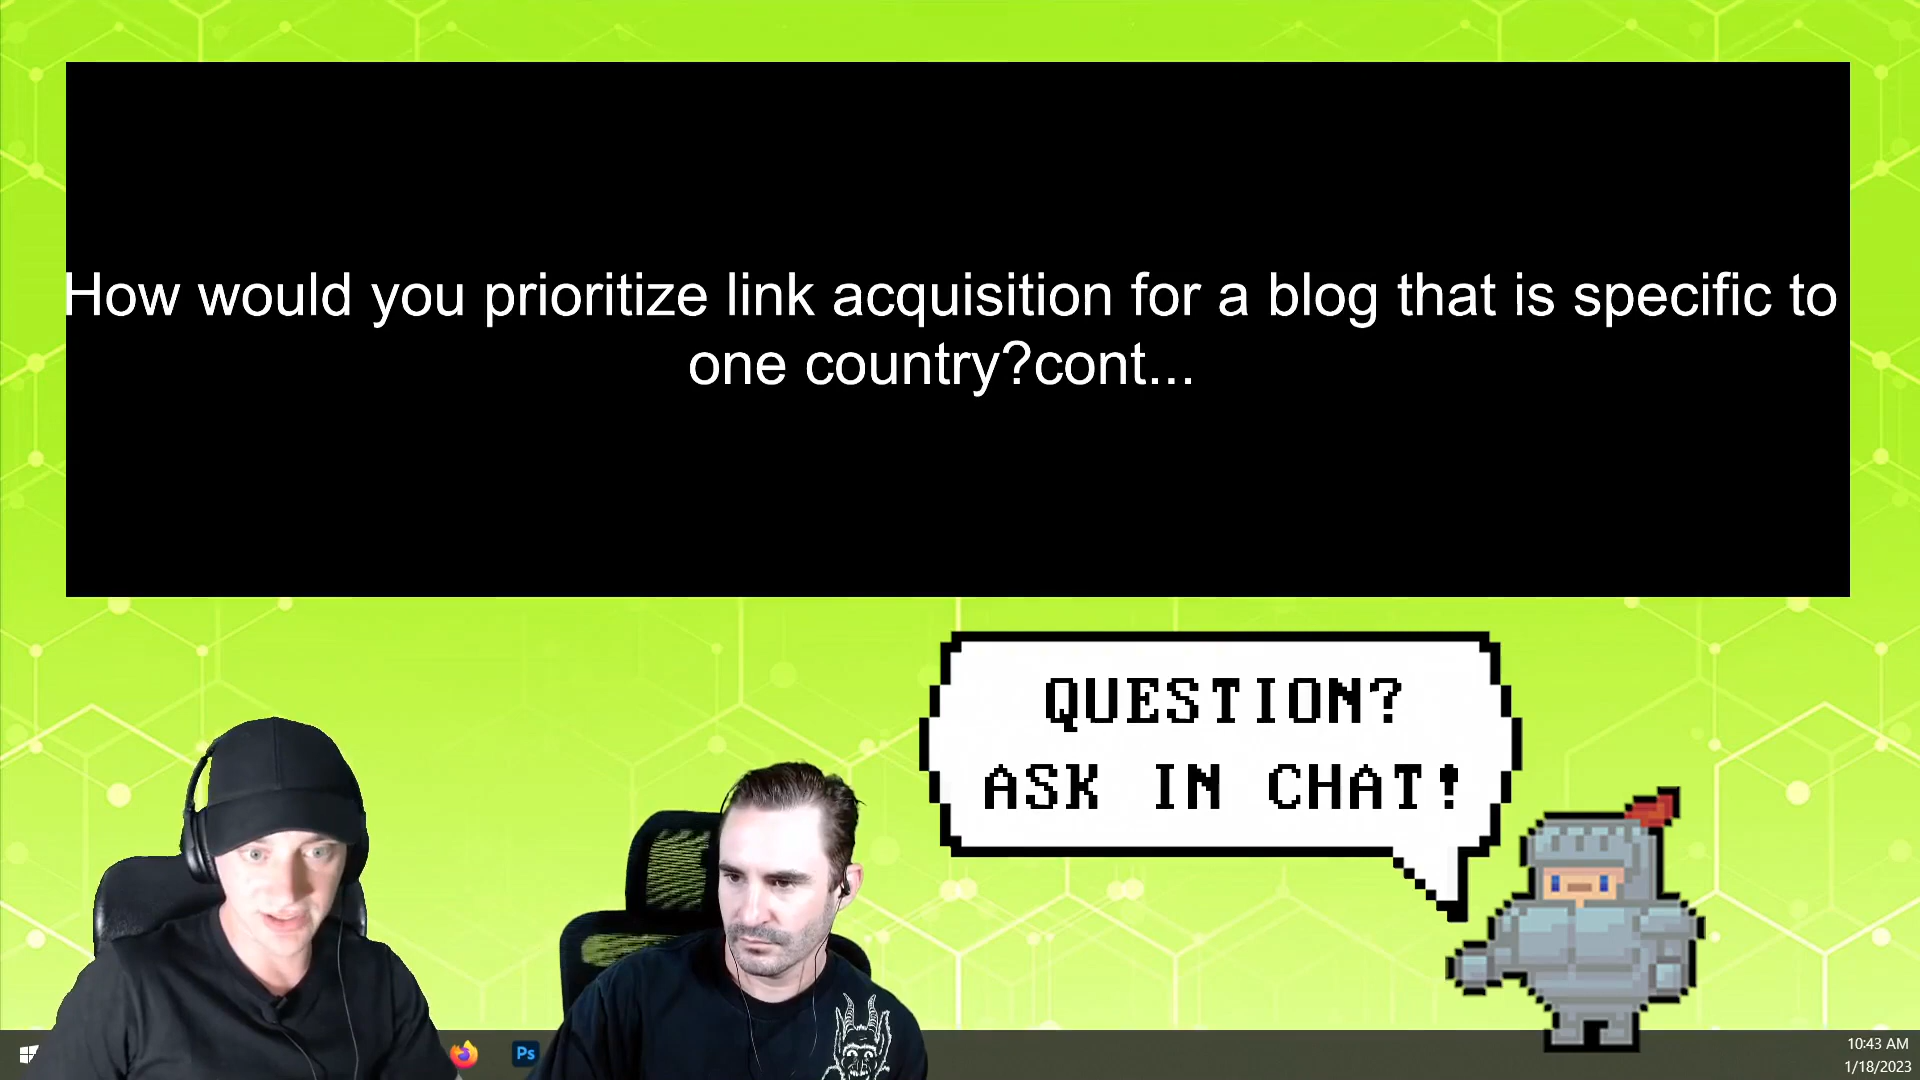 How would you prioritize link acquisition for a blog that is specific to
one country?cont...
QUESTION?
ASK IN CHAT!
Ps
10:43 AM
1/18/2023